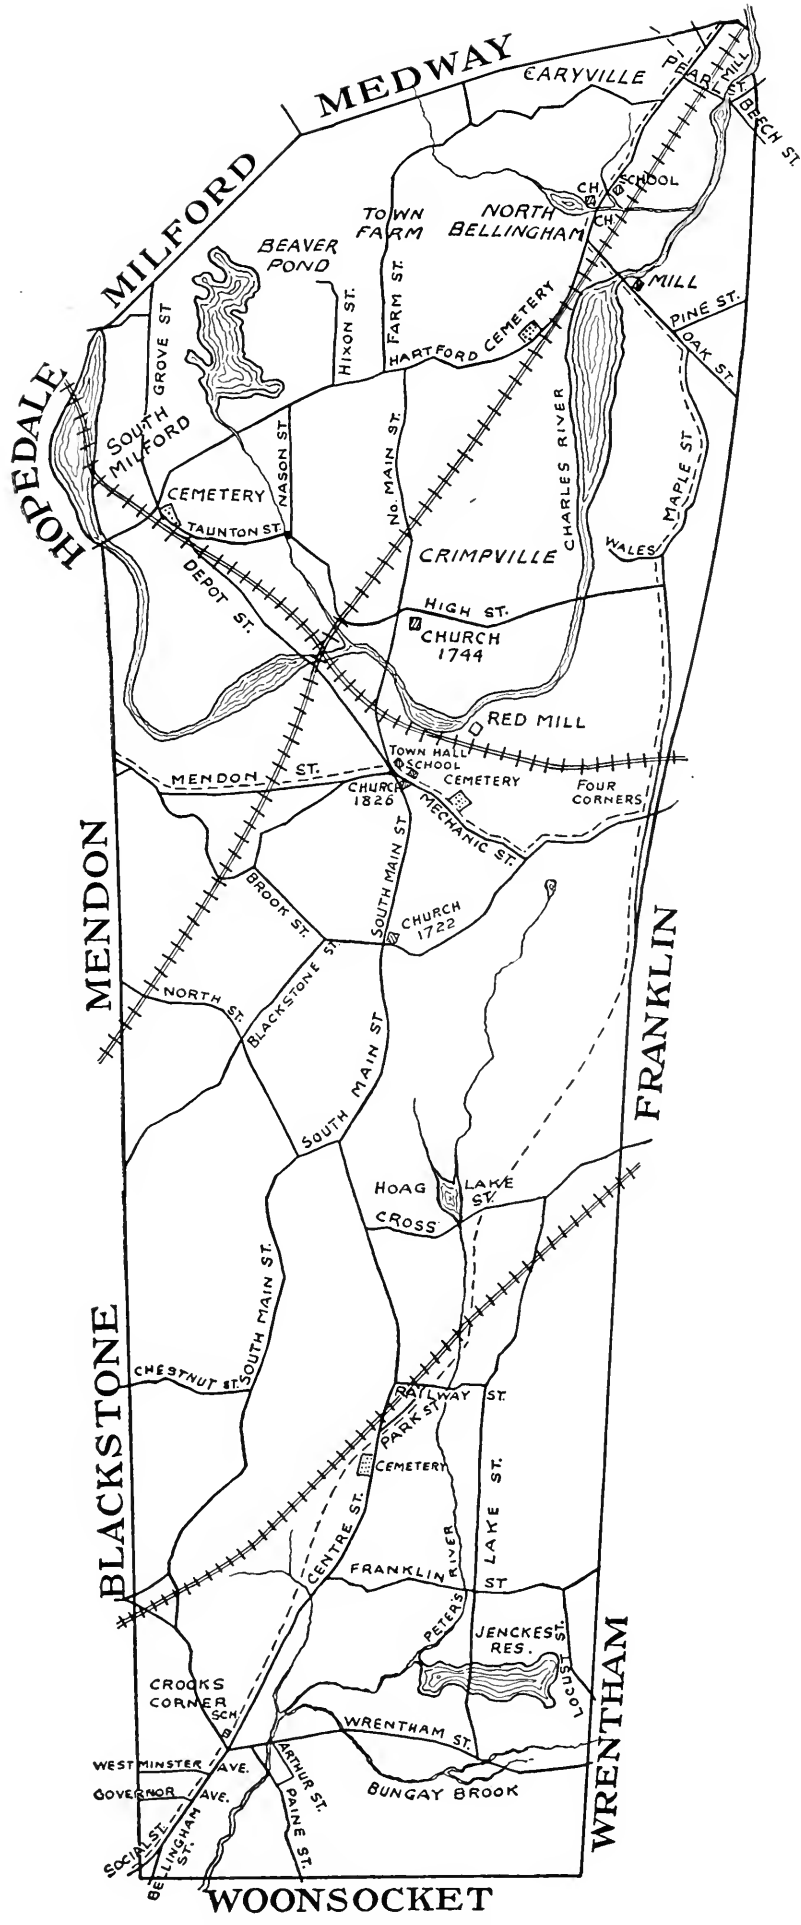 MEDWAY
CARYVILLE
PEARL ST.
MILL
BEECH ST.
MILFORD
CH.
SCHOOL
TOWN
FARM
NORTH
BELLINGHAM
CH.
BEAVER
POND
MILL
CEMETERY
PINE ST.
OAK ST.
GROVE ST
HIXON ST.
FARM ST.
HARTFORD
HOPEDALE
SOUTH
MILFORD
CHARLES RIVER
MAPLE ST
NASON ST.
NO. MAIN ST.
CEMETERY
TAUNTON ST.
CRIMPVILLE
WALES
DEPOT ST.
HIGH ST.
CHURCH
1744
RED MILL
TOWN HALL
SCHOOL
MENDON ST.
CEMETERY
CHURCH
1826
FOUR
CORNERS
MECHANIC ST.
MENDON
SOUTH MAIN ST
BROOK ST.
CHURCH
1722
FRANKLIN
BLACKSTONE ST.
NORTH ST.
SOUTH MAIN ST
HOAG LAKE
ST.
CROSS
SOUTH MAIN ST.
CHESTNUT ST.
BLACKSTONE
RAILWAY ST.
PARK ST.
CEMETERY
LAKE ST.
CENTRE ST.
FRANKLIN ST
PETERS RIVER
JENCKES
RES.
LOCUST ST.
CROOKS
CORNER
SCH.
WRENTHAM ST.
WRENTHAM
WESTMINSTER AVE.
GOVERNOR AVE.
ARTHUR ST.
BUNGAY BROOK
PAINE ST.
SOCIAL ST.
BELLINGHAM
ST.
WOONSOCKET